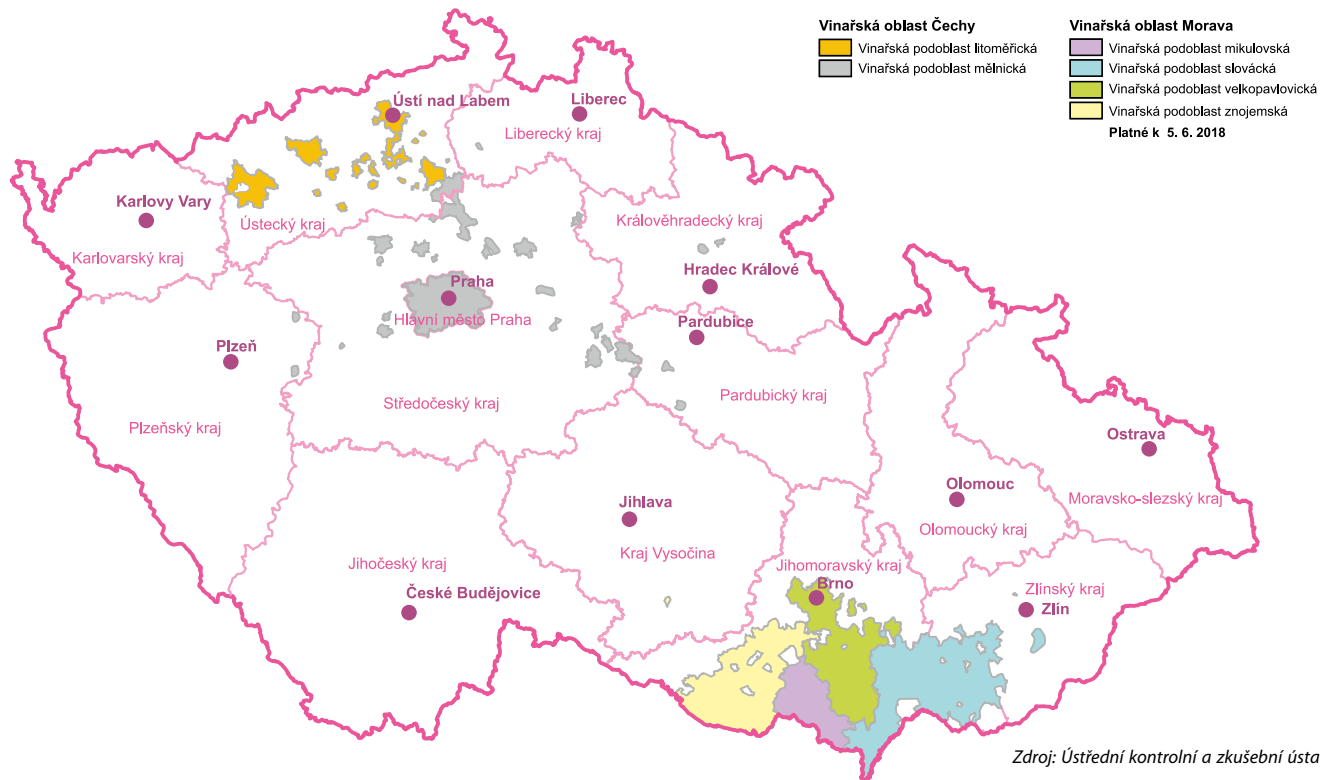 Vinařská oblast Čechy
Vinařská podoblast litoměřická
Vinařská podoblast mělnická
Vinařská oblast Morava
Vinařská podoblast mikulovská
Vinařská podoblast slovácká
Vinařská podoblast velkopavlovická
Vinařská podoblast znojemská
Platné k 5. 6. 2018
Ústí nad Labem
Liberec
Liberecký kraj
Karlovy Vary
Ústecký kraj
Královéhradecký kraj
Karlovarský kraj
Hradec Králové
Praha
Hlavní město Praha
Pardubice
Plzeň
Pardubický kraj
Středočeský kraj
Plzeňský kraj
Ostrava
Olomouc
Moravsko-slezský kraj
Jihlava
Olomoucký kraj
Kraj Vysočina
Jihočeský kraj
Jihomoravský kraj
Brno
České Budějovice
Zlínský kraj
Zlín
Zdroj: Ústřední kontrolní a zkušební ústa